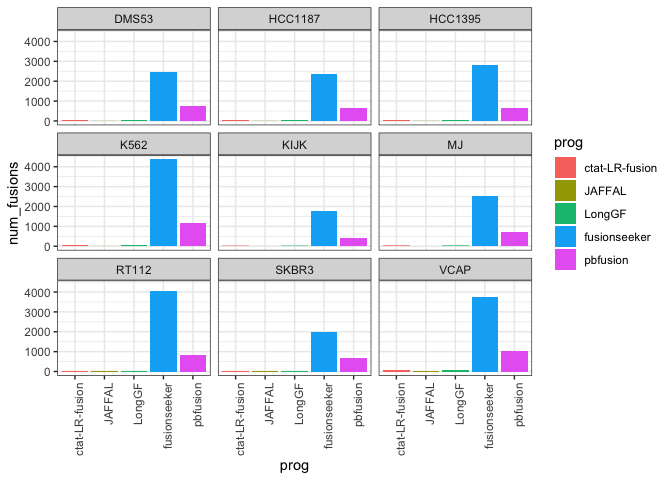 DMS53 HCC1187 HCC1395
4000
3000
2000
1000
0
K562 KIJK MJ
4000
3000
2000
1000
0
RT112 SKBR3 VCAP
4000
3000
2000
1000
0
ctat-LR-fusion JAFFAL LongGF fusionseeker pbfusion ctat-LR-fusion JAFFAL LongGF fusionseeker pbfusion ctat-LR-fusion JAFFAL LongGF fusionseeker pbfusion
prog
num_fusions
prog
ctat-LR-fusion
JAFFAL
LongGF
fusionseeker
pbfusion